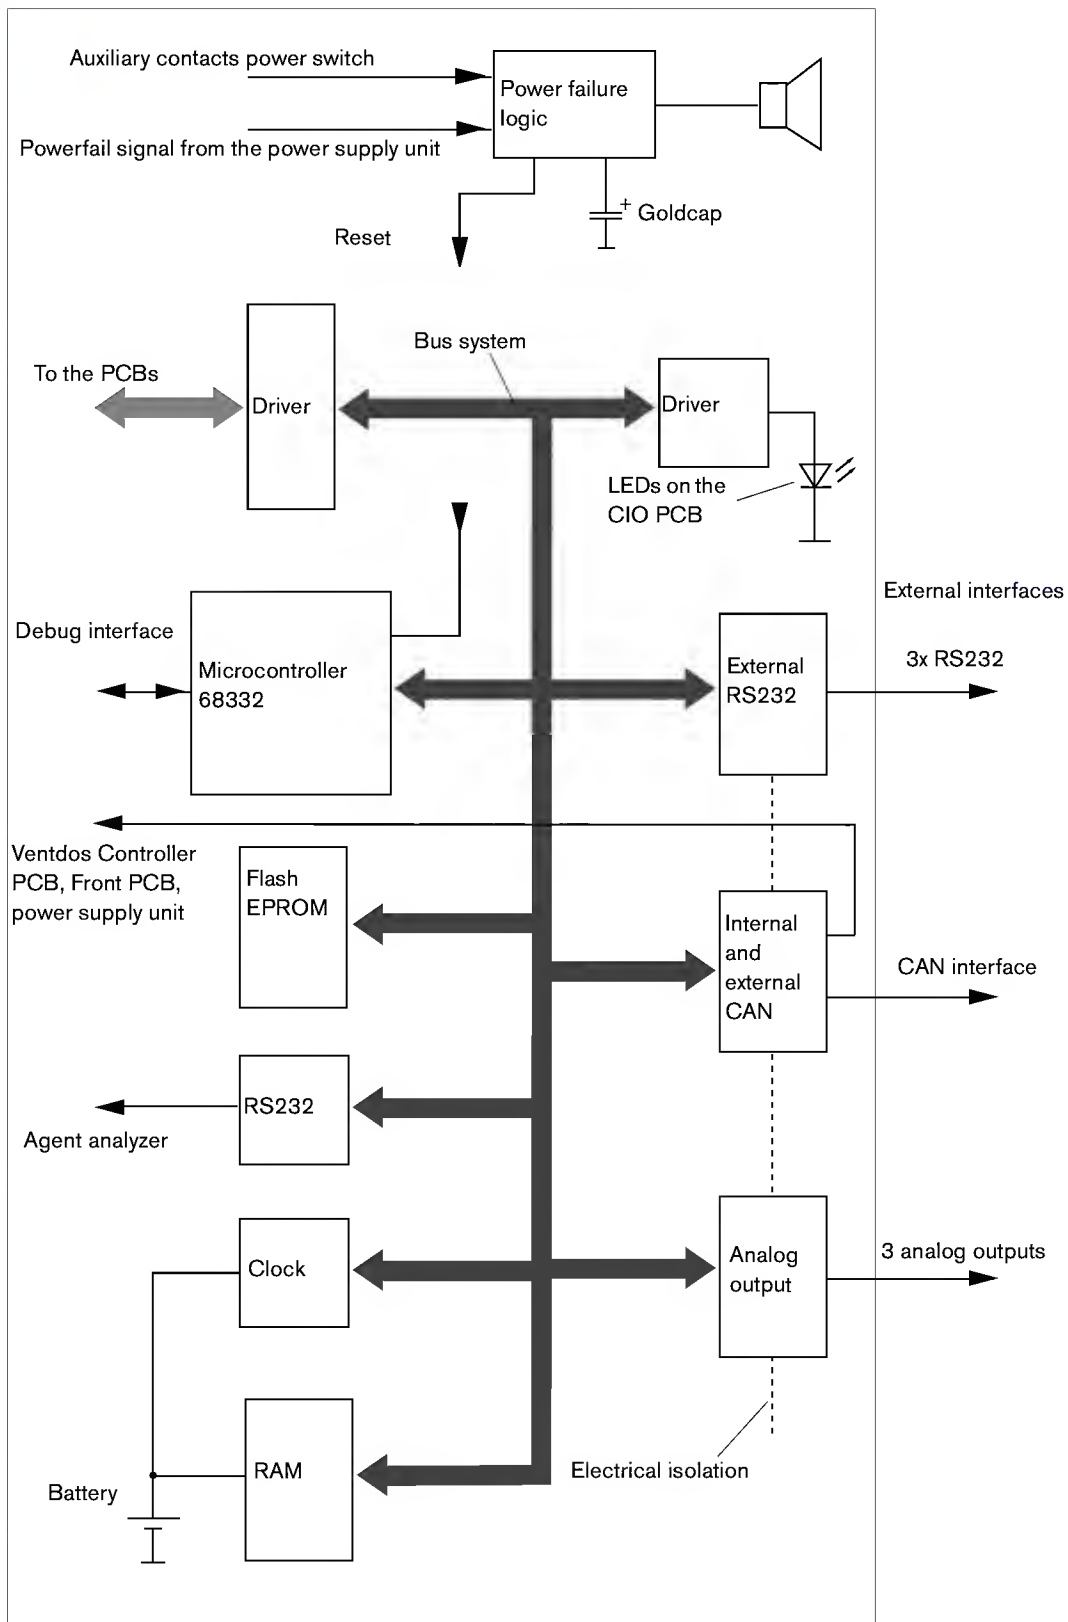 Auxiliary contacts power switch
Power failure
logic
Powerfail signal from the power supply unit
+
Goldcap
Reset
Bus system
To the PCBs
Driver
Driver
LEDs on the
CIO PCB
External interfaces
Debug interface
Microcontroller
68332
External
RS232
3x RS232
Ventdos Controller
PCB, Front PCB,
power supply unit
Flash
EPROM
Internal
and
external
CAN
CAN interface
RS232
Agent analyzer
Clock
Analog
output
3 analog outputs
RAM
Electrical isolation
Battery